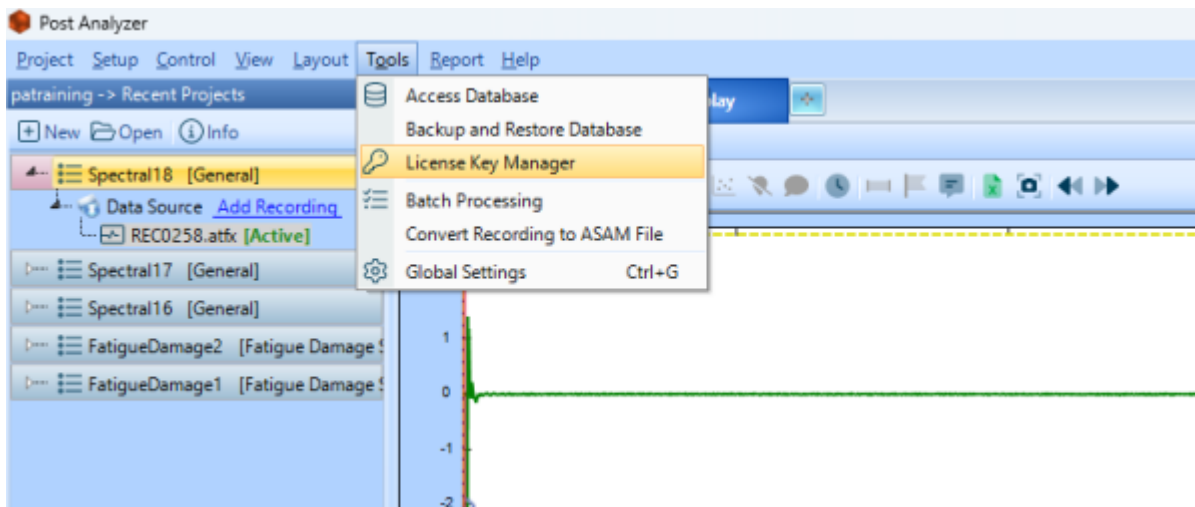 Post Analyzer
Project Setup Control View Layout Tools Report Help
patraining -> Recent Projects
New Open Info
Spectral18 [General]
Data Source Add Recording
REC0258.atfx [Active]
Spectral17 [General]
Spectral16 [General]
FatigueDamage2 [Fatigue Damage
FatigueDamage1 [Fatigue Damage
Access Database
Backup and Restore Database
License Key Manager
Batch Processing
Convert Recording to ASAM File
Global Settings Ctrl+G
lay
1
0
-1
-2